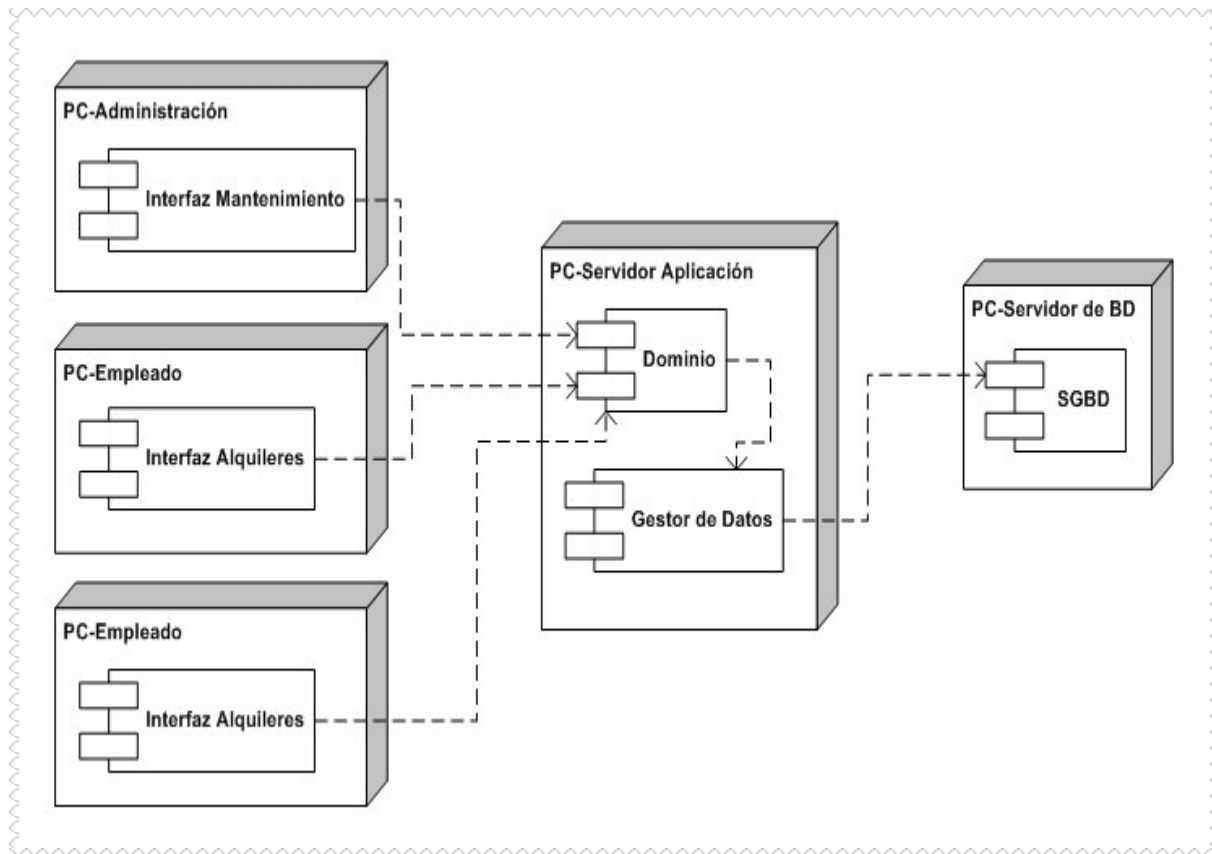 PC-Administración
Interfaz Mantenimiento
PC-Empleado
Interfaz Alquileres
PC-Empleado
Interfaz Alquileres
PC-Servidor Aplicación
Dominio
Gestor de Datos
PC-Servidor de BD
SGBD